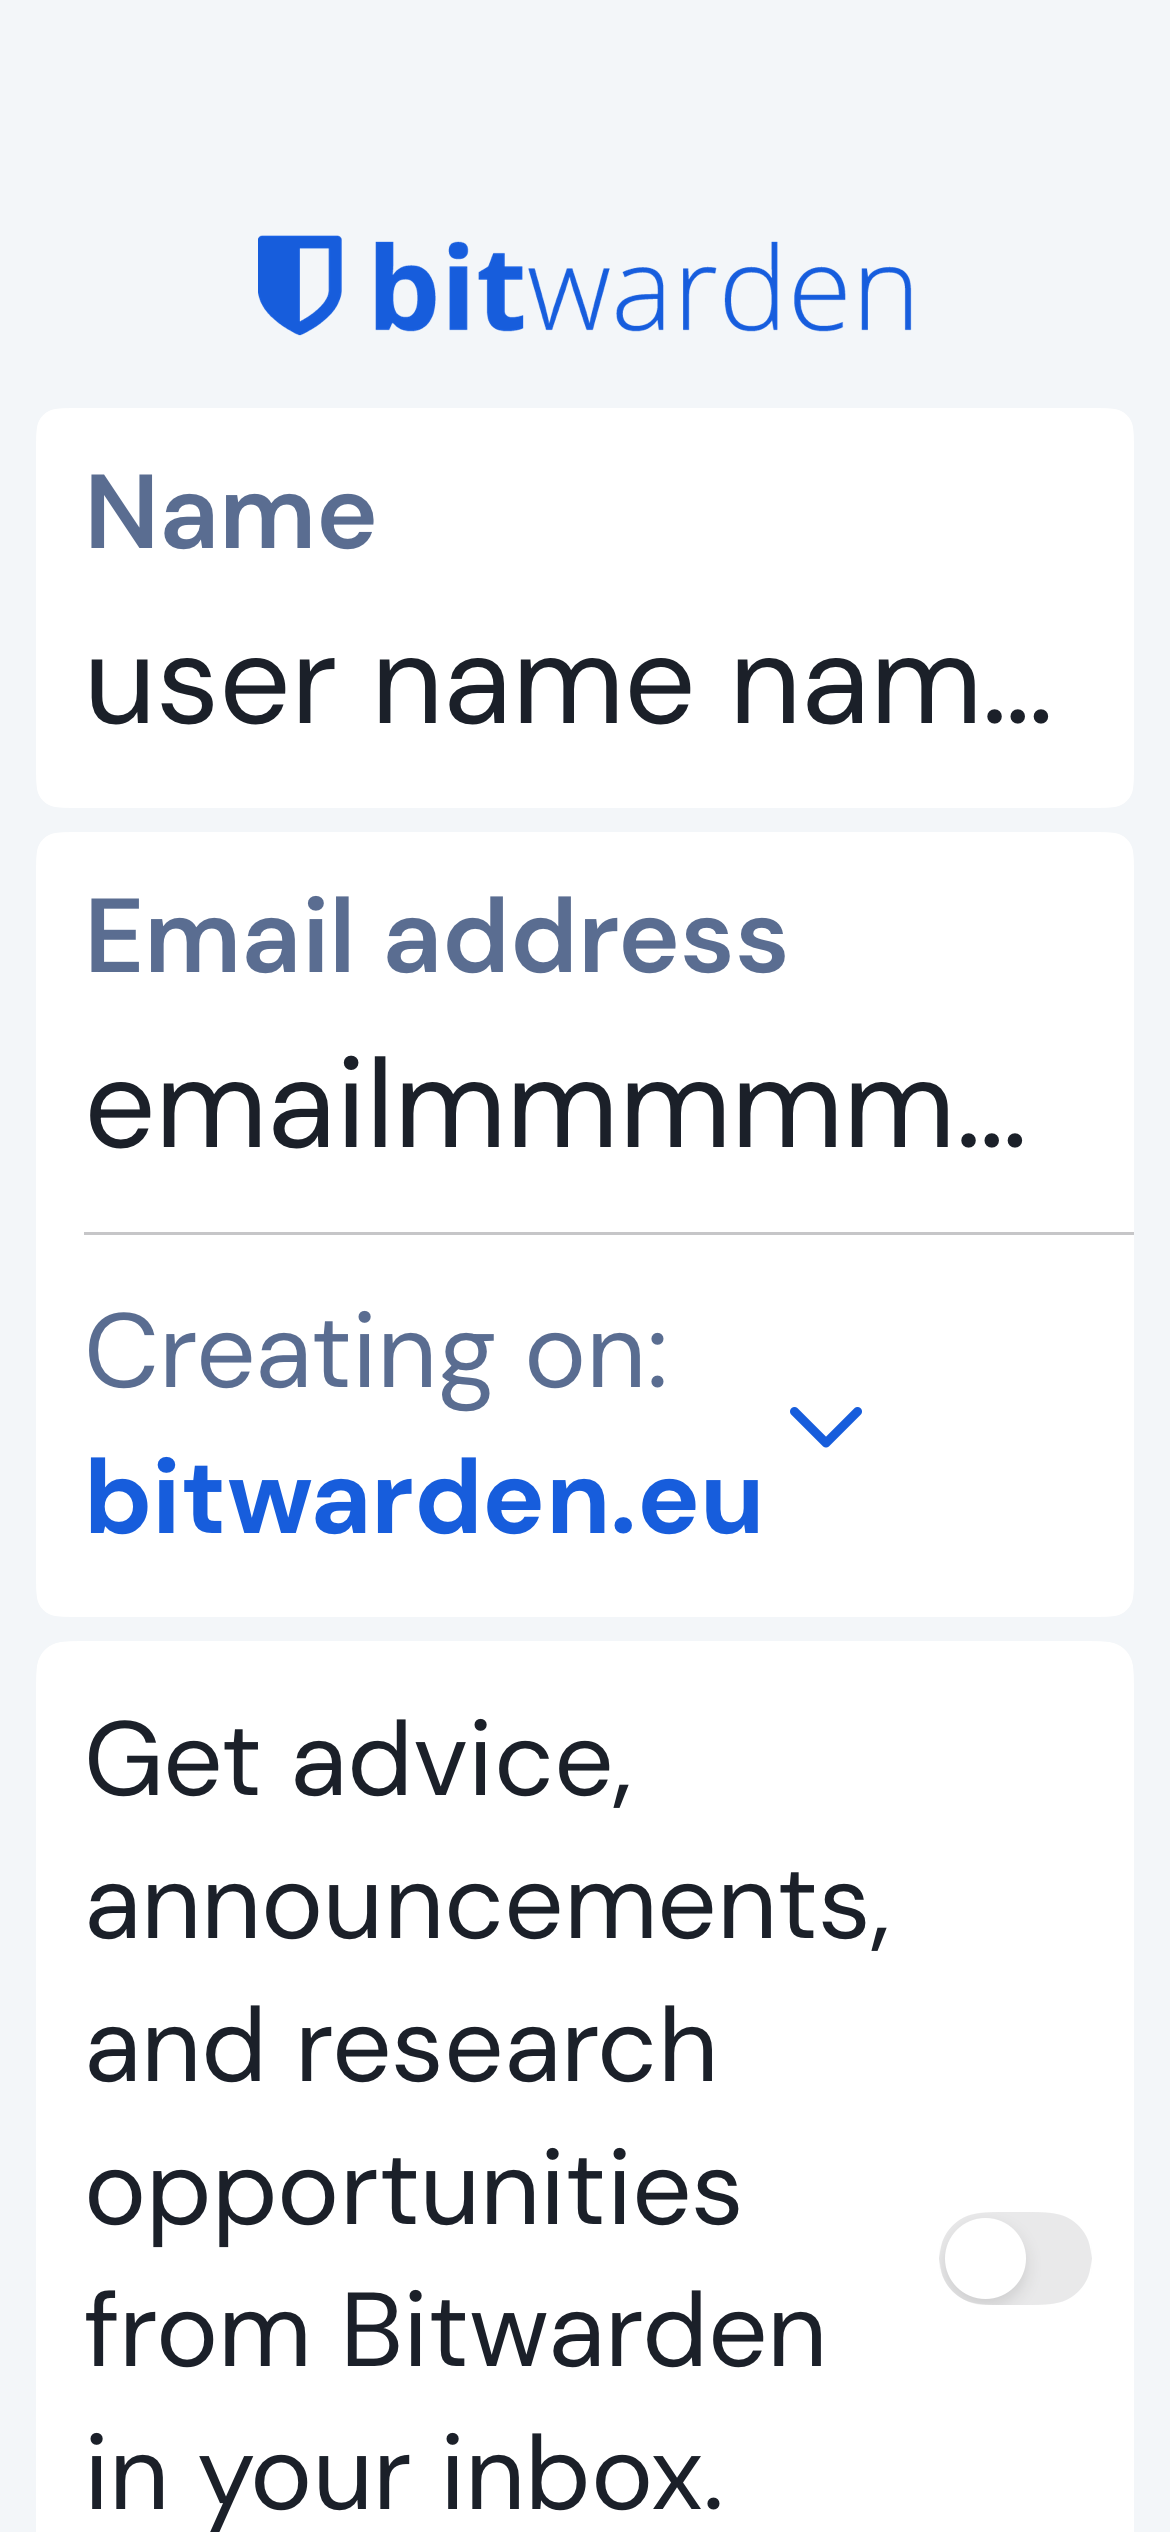 bitwarden
Name
user name nam...
Email address
emailmmmmm...
Creating on:
bitwarden.eu
Get advice,
announcements,
and research
opportunities
from Bitwarden
in your inbox.